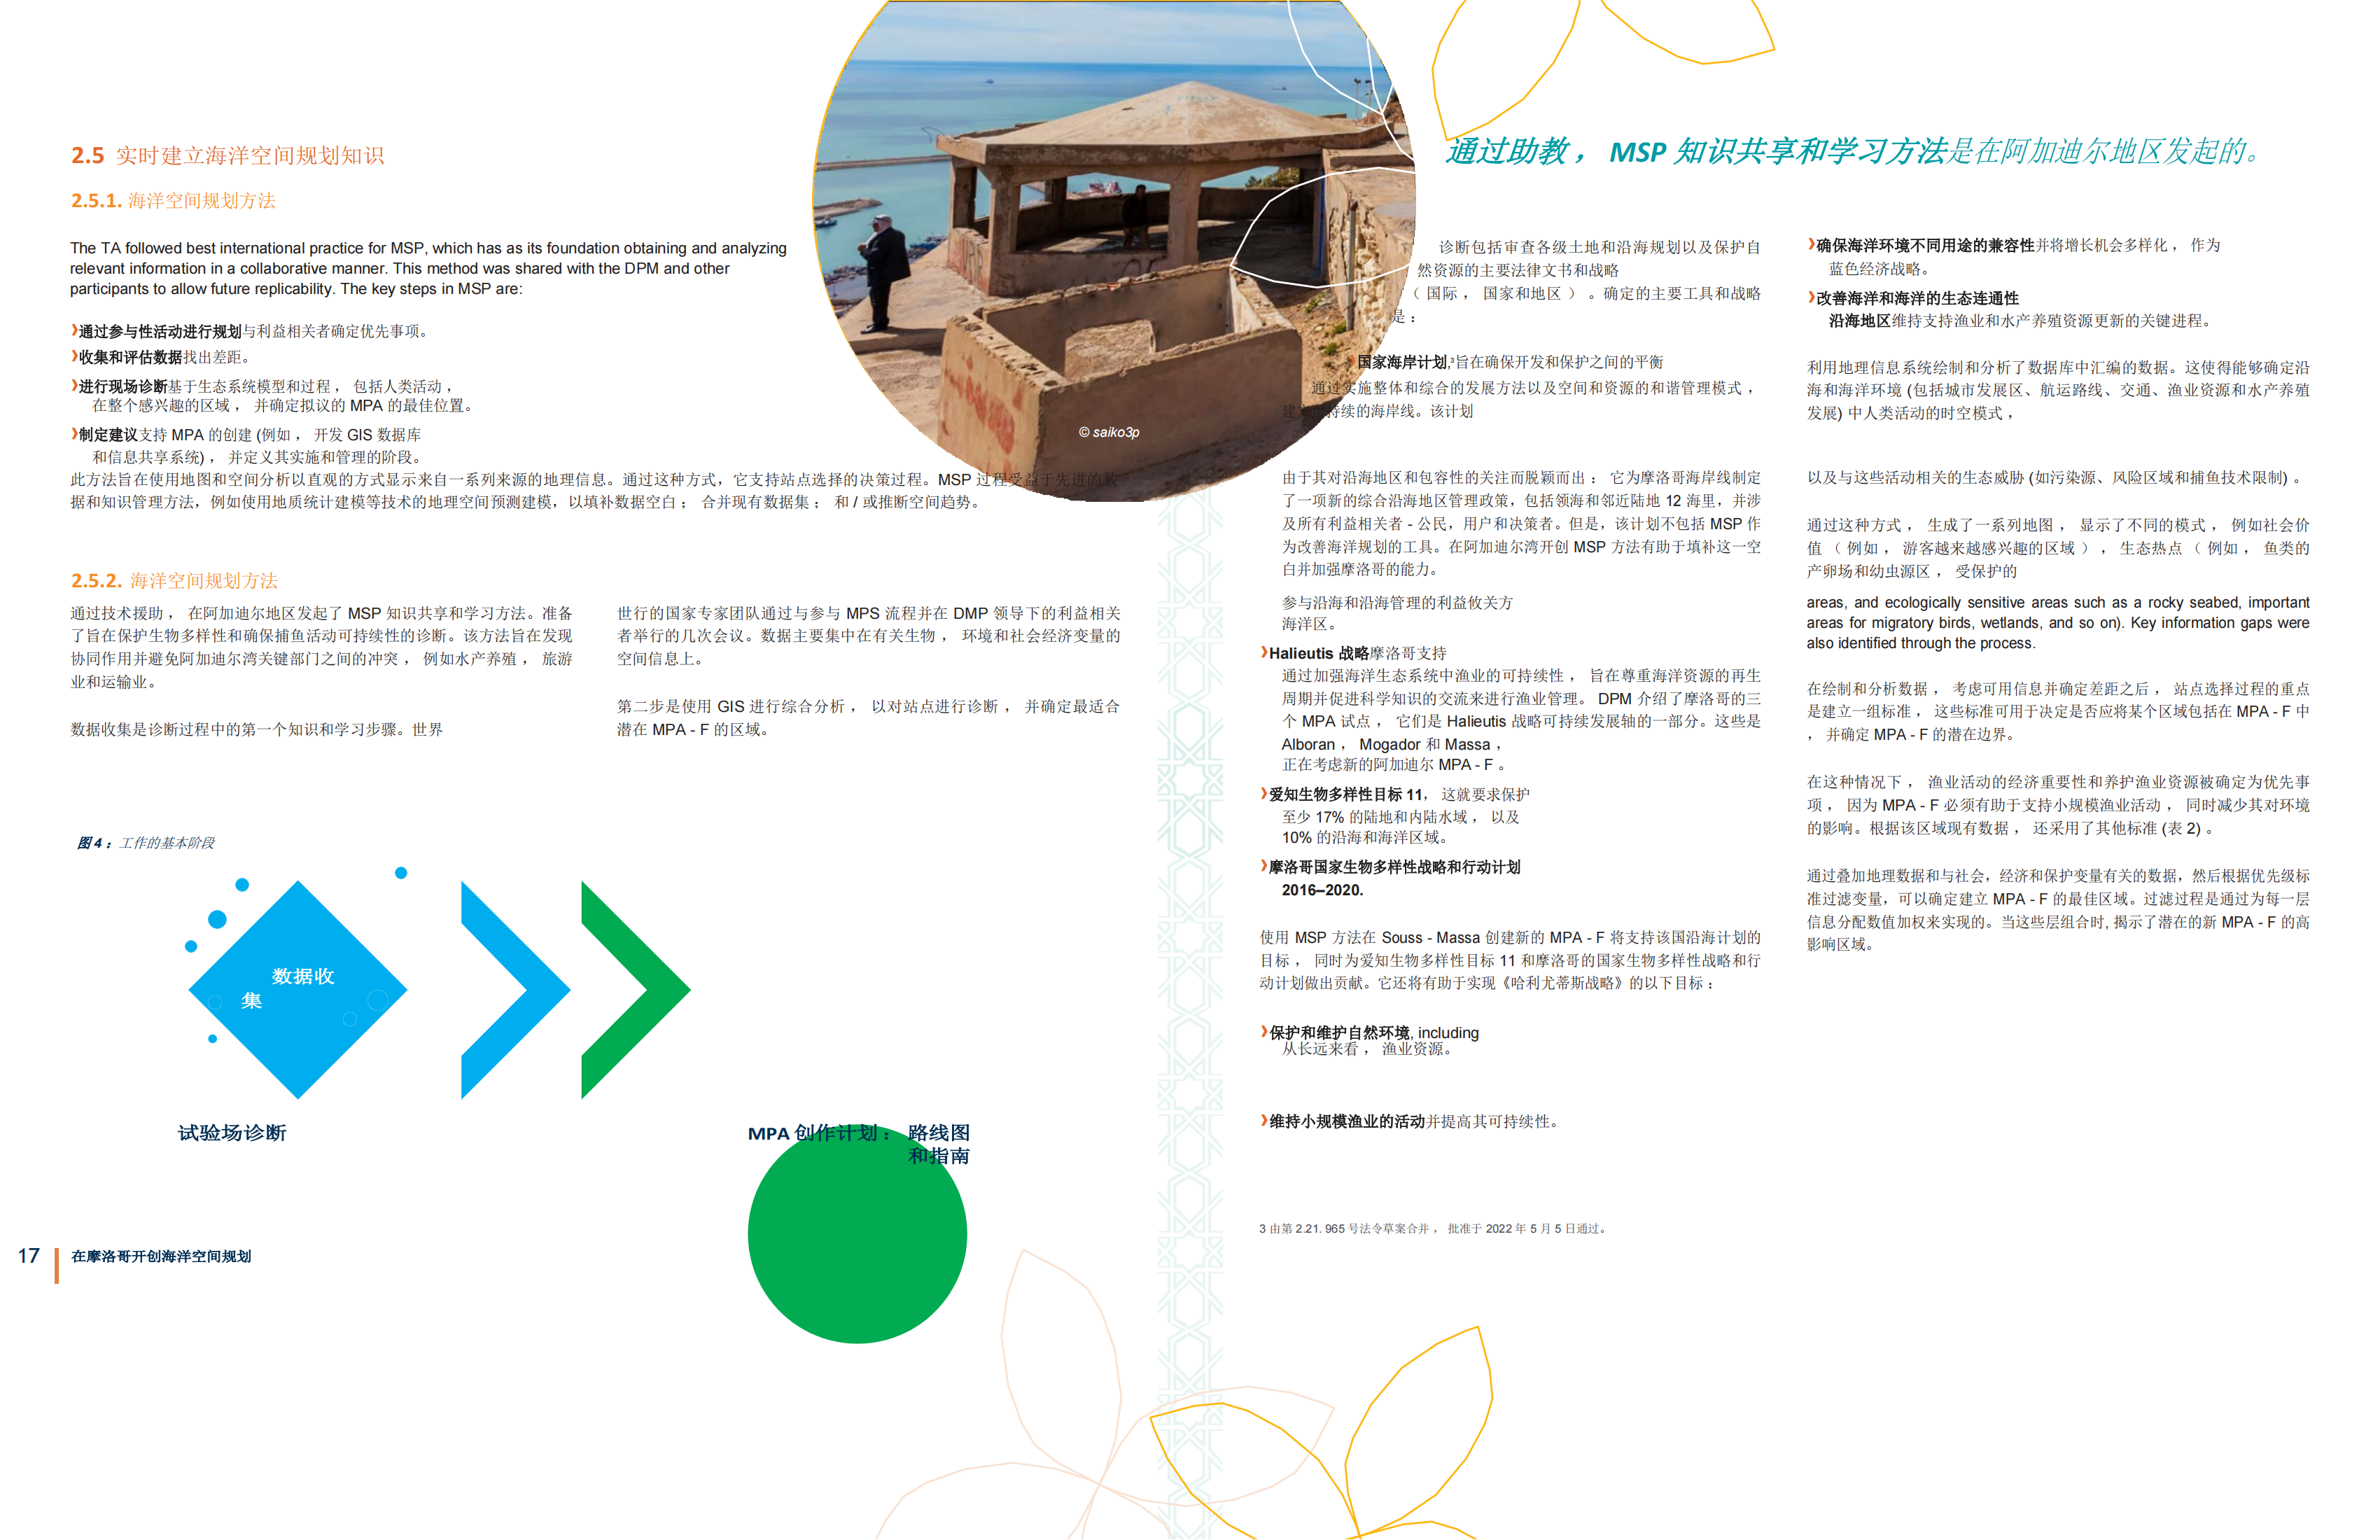 2.5 实时建立海洋空间规划知识
2.5.1. 海洋空间规划方法
The TA followed best international practice for MSP, which has as its foundation obtaining and analyzing
relevant information in a collaborative manner. This method was shared with the DPM and other
participants to allow future replicability. The key steps in MSP are:
›通过参与性活动进行规划与利益相关者确定优先事项。
›收集和评估数据找出差距。
›进行现场诊断基于生态系统模型和过程， 包括人类活动，
在整个感兴趣的区域， 并确定拟议的 MPA 的最佳位置。
›制定建议支持 MPA 的创建 (例如， 开发 GIS 数据库
和信息共享系统)， 并定义其实施和管理的阶段。
此方法旨在使用地图和空间分析以直观的方式显示来自一系列来源的地理信息。通过这种方式，它支持站点选择的决策过程。MSP 过程受益于先进的数
据和知识管理方法，例如使用地质统计建模等技术的地理空间预测建模，以填补数据空白； 合并现有数据集； 和 / 或推断空间趋势。
2.5.2. 海洋空间规划方法
通过技术援助， 在阿加迪尔地区发起了 MSP 知识共享和学习方法。准备
了旨在保护生物多样性和确保捕鱼活动可持续性的诊断。该方法旨在发现
协同作用并避免阿加迪尔湾关键部门之间的冲突， 例如水产养殖， 旅游
业和运输业。
数据收集是诊断过程中的第一个知识和学习步骤。世界
世行的国家专家团队通过与参与 MPS 流程并在 DMP 领导下的利益相关
者举行的几次会议。数据主要集中在有关生物， 环境和社会经济变量的
空间信息上。
第二步是使用 GIS 进行综合分析， 以对站点进行诊断， 并确定最适合
潜在 MPA - F 的区域。
图 4： 工作的基本阶段
数据收
集
试验场诊断
MPA 创作计划： 路线图
和指南
17
在摩洛哥开创海洋空间规划
© saiko3p
通过助教， MSP 知识共享和学习方法是在阿加迪尔地区发起的。
诊断包括审查各级土地和沿海规划以及保护自
然资源的主要法律文书和战略
（ 国际， 国家和地区 ） 。确定的主要工具和战略
是：
国家海岸计划,³旨在确保开发和保护之间的平衡
通过实施整体和综合的发展方法以及空间和资源的和谐管理模式，
建立可持续的海岸线。该计划
由于其对沿海地区和包容性的关注而脱颖而出： 它为摩洛哥海岸线制定
了一项新的综合沿海地区管理政策，包括领海和邻近陆地 12 海里，并涉
及所有利益相关者 - 公民，用户和决策者。但是，该计划不包括 MSP 作
为改善海洋规划的工具。在阿加迪尔湾开创 MSP 方法有助于填补这一空
白并加强摩洛哥的能力。
参与沿海和沿海管理的利益攸关方
海洋区。
›Halieutis 战略摩洛哥支持
通过加强海洋生态系统中渔业的可持续性， 旨在尊重海洋资源的再生
周期并促进科学知识的交流来进行渔业管理。 DPM 介绍了摩洛哥的三
个 MPA 试点， 它们是 Halieutis 战略可持续发展轴的一部分。这些是
Alboran， Mogador 和 Massa，
正在考虑新的阿加迪尔 MPA - F 。
›爱知生物多样性目标 11， 这就要求保护
至少 17% 的陆地和内陆水域， 以及
10% 的沿海和海洋区域。
›摩洛哥国家生物多样性战略和行动计划
2016–2020.
使用 MSP 方法在 Souss - Massa 创建新的 MPA - F 将支持该国沿海计划的
目标， 同时为爱知生物多样性目标 11 和摩洛哥的国家生物多样性战略和行
动计划做出贡献。它还将有助于实现《哈利尤蒂斯战略》的以下目标：
›保护和维护自然环境, including
从长远来看， 渔业资源。
›维持小规模渔业的活动并提高其可持续性。
3 由第 2.21. 965 号法令草案合并， 批准于 2022 年 5 月 5 日通过。
›确保海洋环境不同用途的兼容性并将增长机会多样化， 作为
蓝色经济战略。
›改善海洋和海洋的生态连通性
沿海地区维持支持渔业和水产养殖资源更新的关键进程。
利用地理信息系统绘制和分析了数据库中汇编的数据。这使得能够确定沿
海和海洋环境 (包括城市发展区、航运路线、交通、渔业资源和水产养殖
发展) 中人类活动的时空模式，
以及与这些活动相关的生态威胁 (如污染源、风险区域和捕鱼技术限制) 。
通过这种方式， 生成了一系列地图， 显示了不同的模式， 例如社会价
值 （ 例如， 游客越来越感兴趣的区域 ）， 生态热点 （ 例如， 鱼类的
产卵场和幼虫源区， 受保护的
areas, and ecologically sensitive areas such as a rocky seabed, important
areas for migratory birds, wetlands, and so on). Key information gaps were
also identified through the process.
在绘制和分析数据， 考虑可用信息并确定差距之后， 站点选择过程的重点
是建立一组标准， 这些标准可用于决定是否应将某个区域包括在 MPA - F 中
， 并确定 MPA - F 的潜在边界。
在这种情况下， 渔业活动的经济重要性和养护渔业资源被确定为优先事
项， 因为 MPA - F 必须有助于支持小规模渔业活动， 同时减少其对环境
的影响。根据该区域现有数据， 还采用了其他标准 (表 2) 。
通过叠加地理数据和与社会，经济和保护变量有关的数据，然后根据优先级标
准过滤变量，可以确定建立 MPA - F 的最佳区域。过滤过程是通过为每一层
信息分配数值加权来实现的。当这些层组合时, 揭示了潜在的新 MPA - F 的高
影响区域。